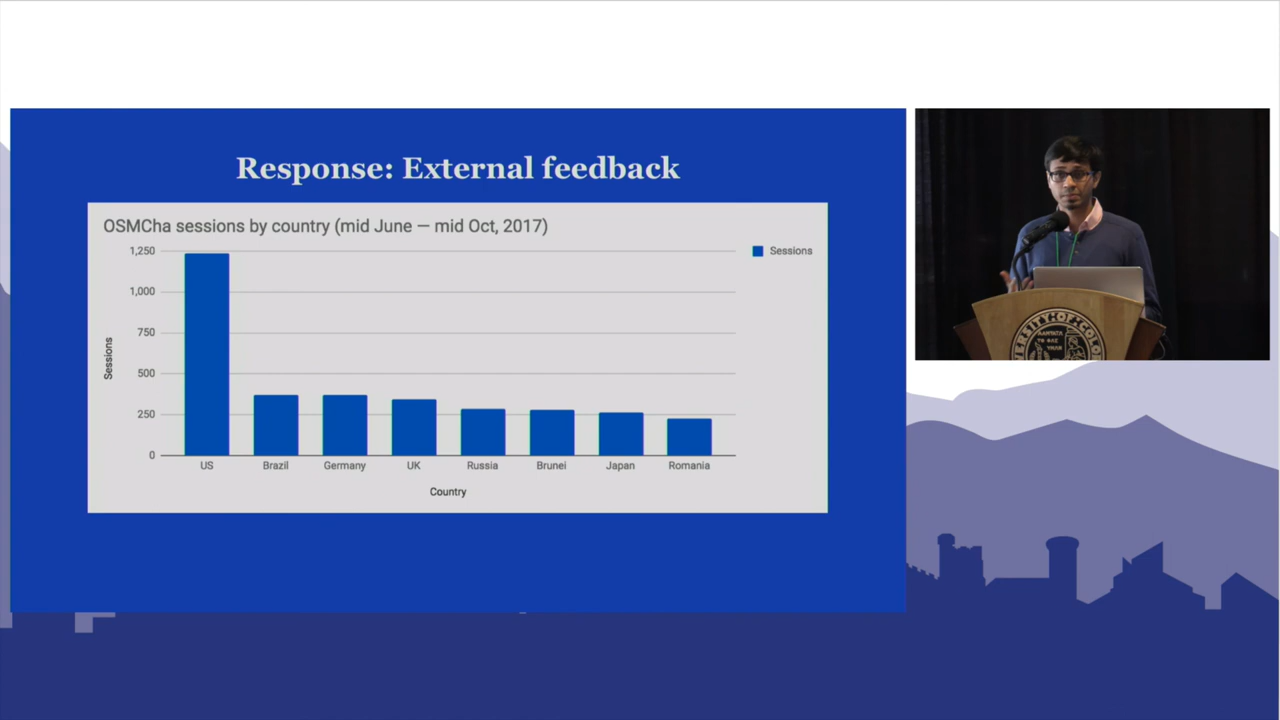 Response: External feedback
OSMCha sessions by country (mid June — mid Oct, 2017)
1,250
1,000
750
500
250
0
Sessions
Sessions
US Brazil Germany UK Russia Brunei Japan Romania
Country